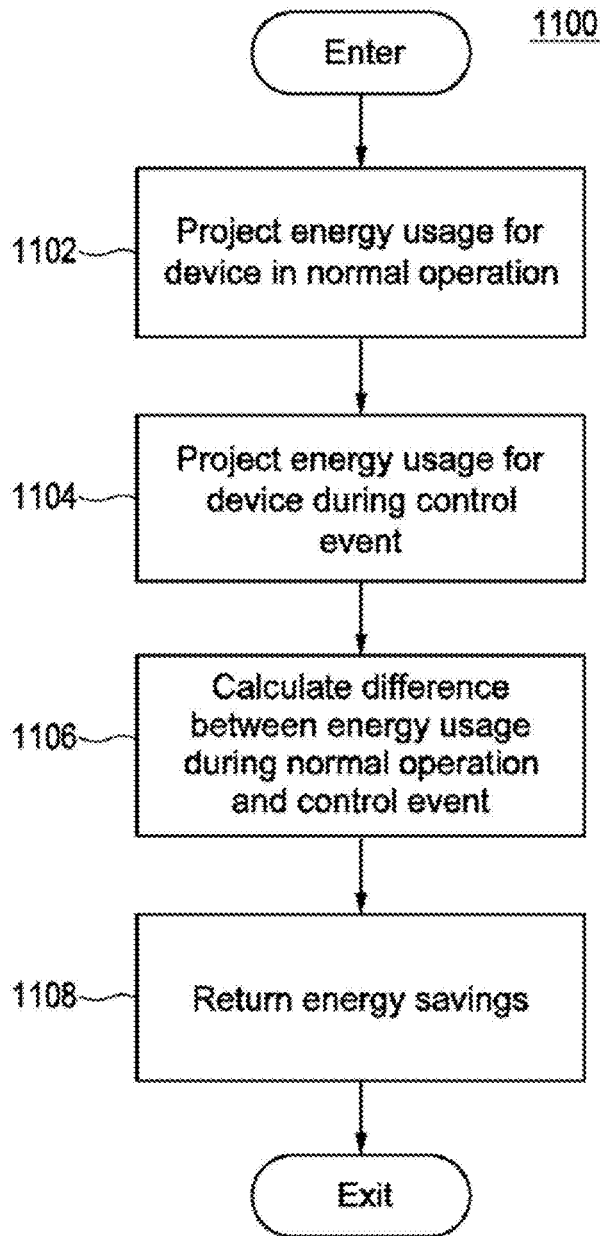 1100
Enter
1102
Project energy usage for
device in normal operation
1104
Project energy usage for
device during control
event
1106
Calculate difference
between energy usage
during normal operation
and control event
1108
Return energy savings
Exit